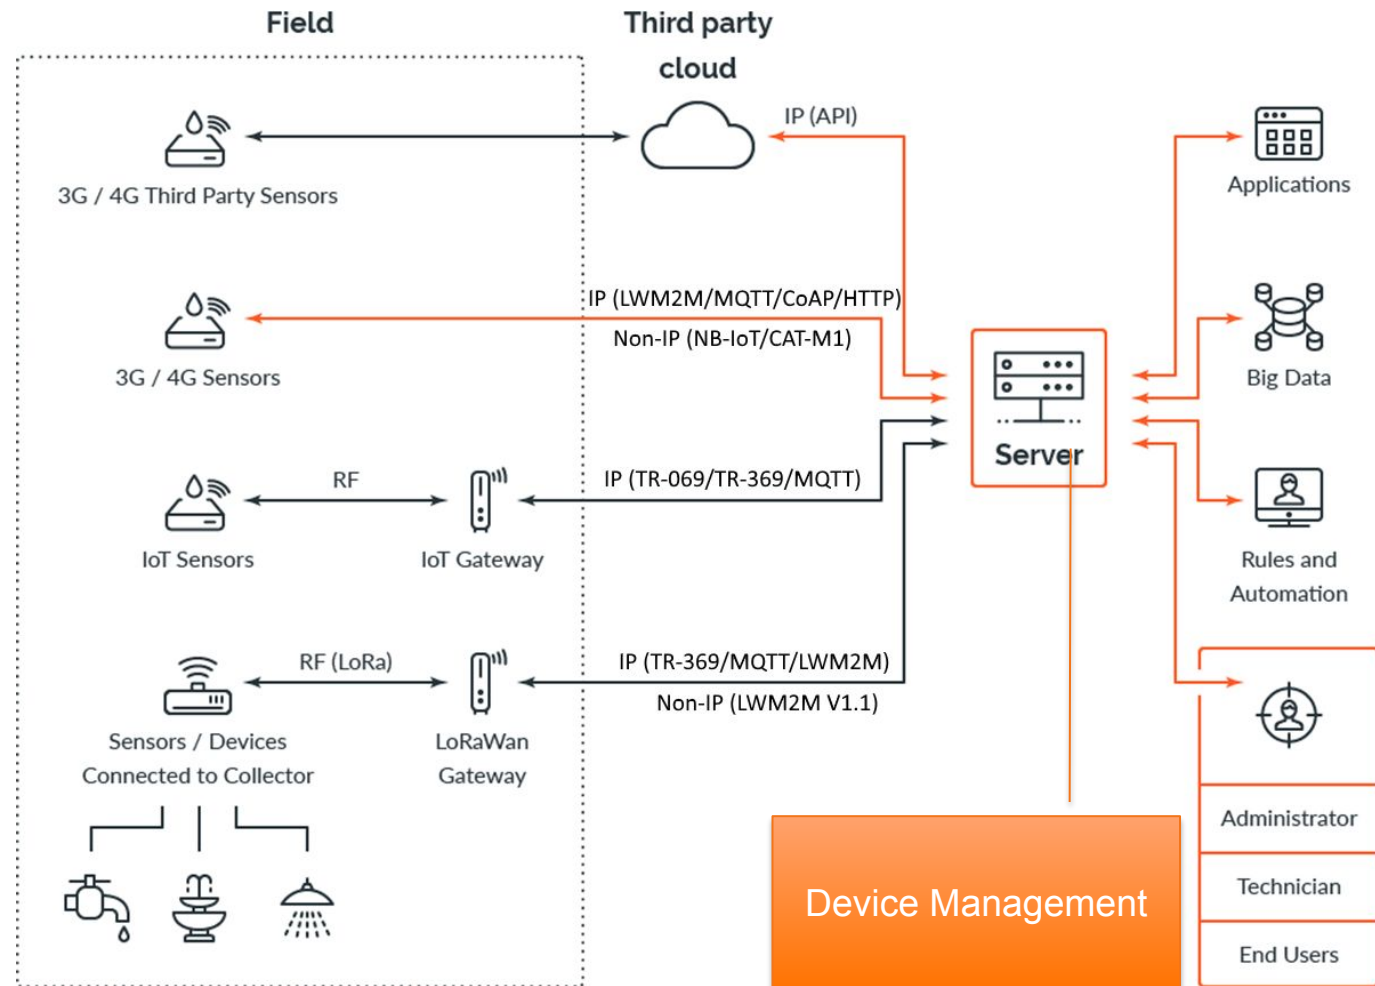 Field
Third party
cloud
IP (API)
3G / 4G Third Party Sensors
Applications
IP (LWM2M/MQTT/CoAP/HTTP)
Non-IP (NB-IoT/CAT-M1)
3G / 4G Sensors
Big Data
Server
RF
IP (TR-069/TR-369/MQTT)
IoT Sensors
IoT Gateway
Rules and
Automation
RF (LoRa)
IP (TR-369/MQTT/LWM2M)
Non-IP (LWM2M V1.1)
Sensors / Devices
Connected to Collector
LoRaWan
Gateway
Device Management
Administrator
Technician
End Users